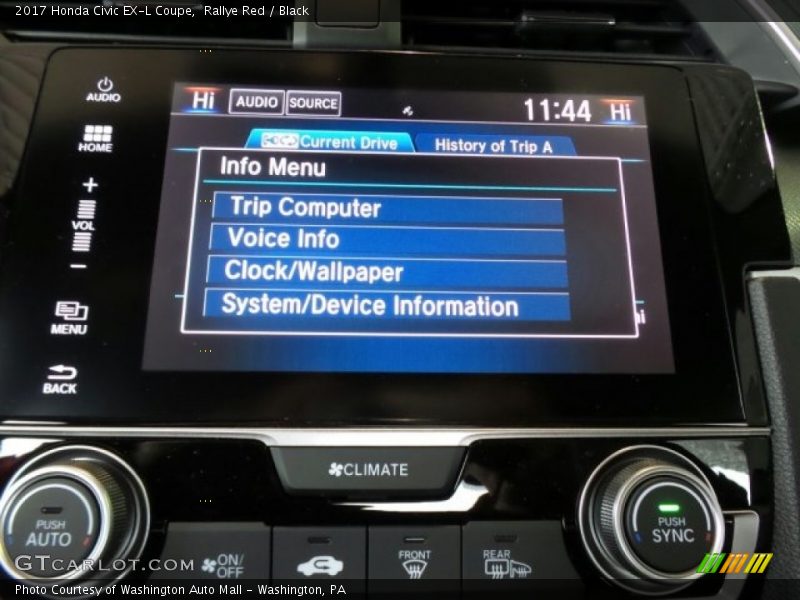 2017 Honda Civic EX-L Coupe, Rallye Red / Black
AUDIO
Hi AUDIO SOURCE 11:44 Hi
HOME
Current Drive History of Trip A
Info Menu
+
VOL
-
Trip Computer
Voice Info
Clock/Wallpaper
System/Device Information
MENU
BACK
CLIMATE
PUSH AUTO
PUSH SYNC
ON/OFF
FRONT
REAR
GTCarLot.com
Photo Courtesy of Washington Auto Mall - Washington, PA